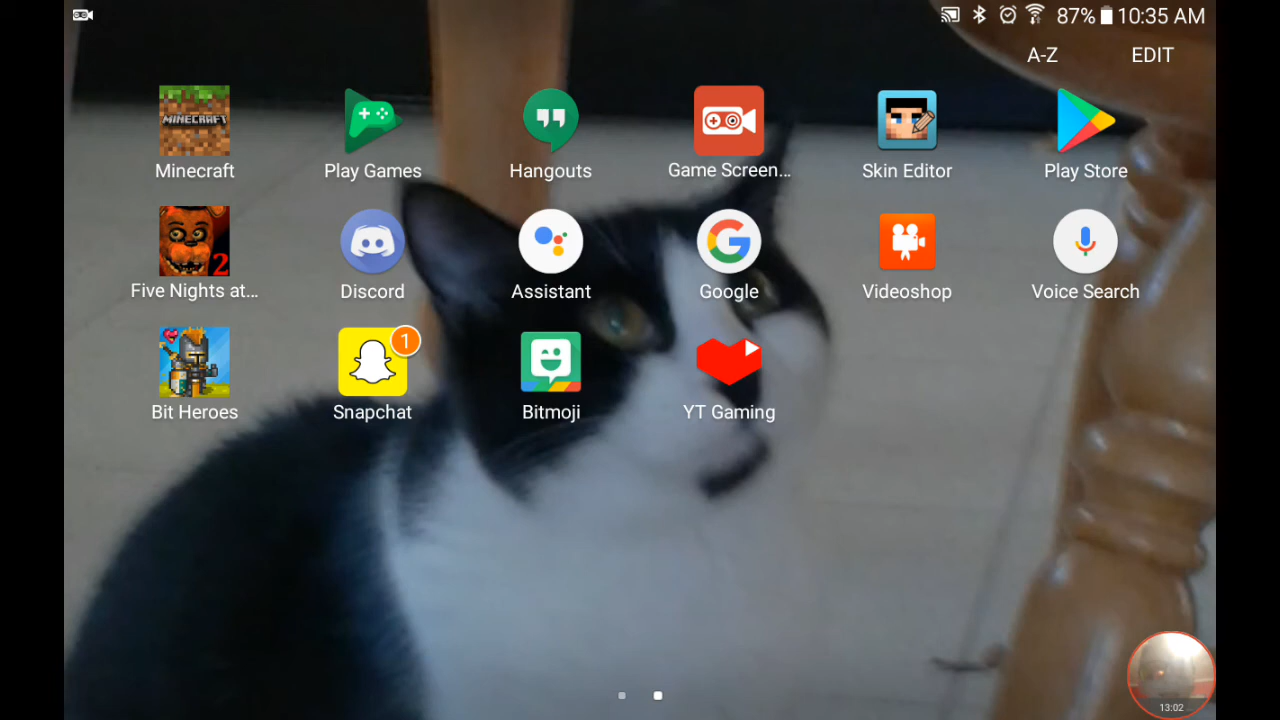 87% 10:35 AM
A-Z EDIT
MINECRAFT
Minecraft Play Games Hangouts Game Screen... Skin Editor Play Store
2
Five Nights at... Discord Assistant Google Videoshop Voice Search
1
Bit Heroes Snapchat Bitmoji YT Gaming
13:02